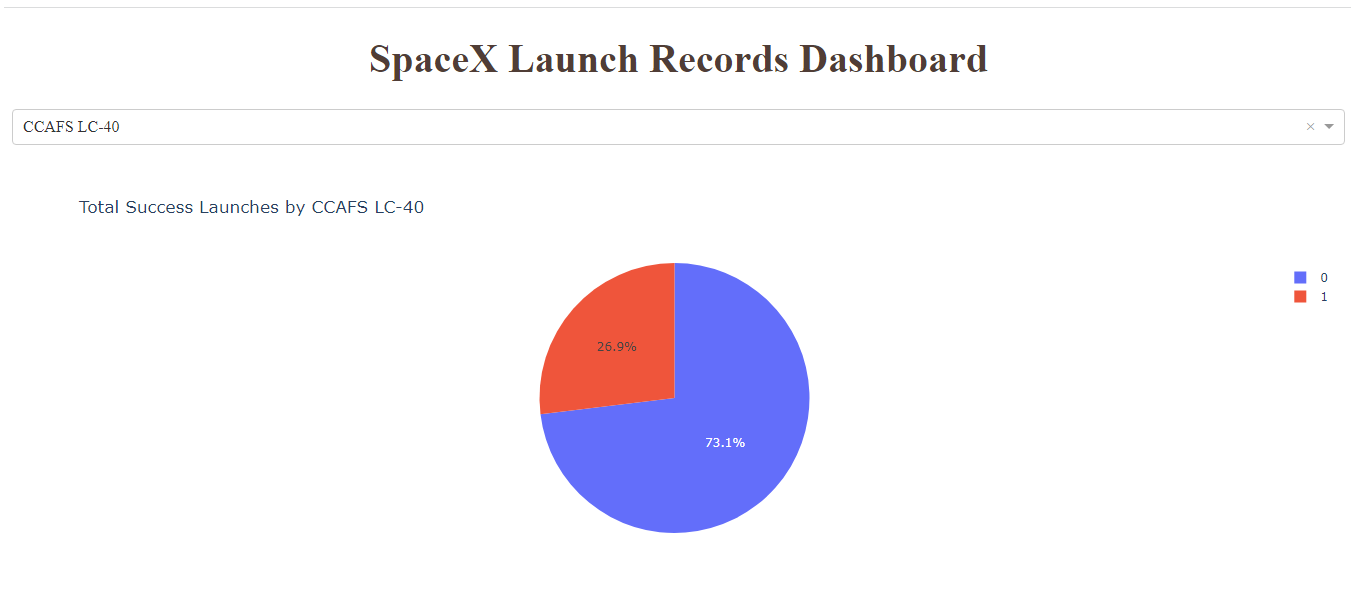 SpaceX Launch Records Dashboard
CCAFS LC-40 ×
Total Success Launches by CCAFS LC-40
0
1
26.9%
73.1%